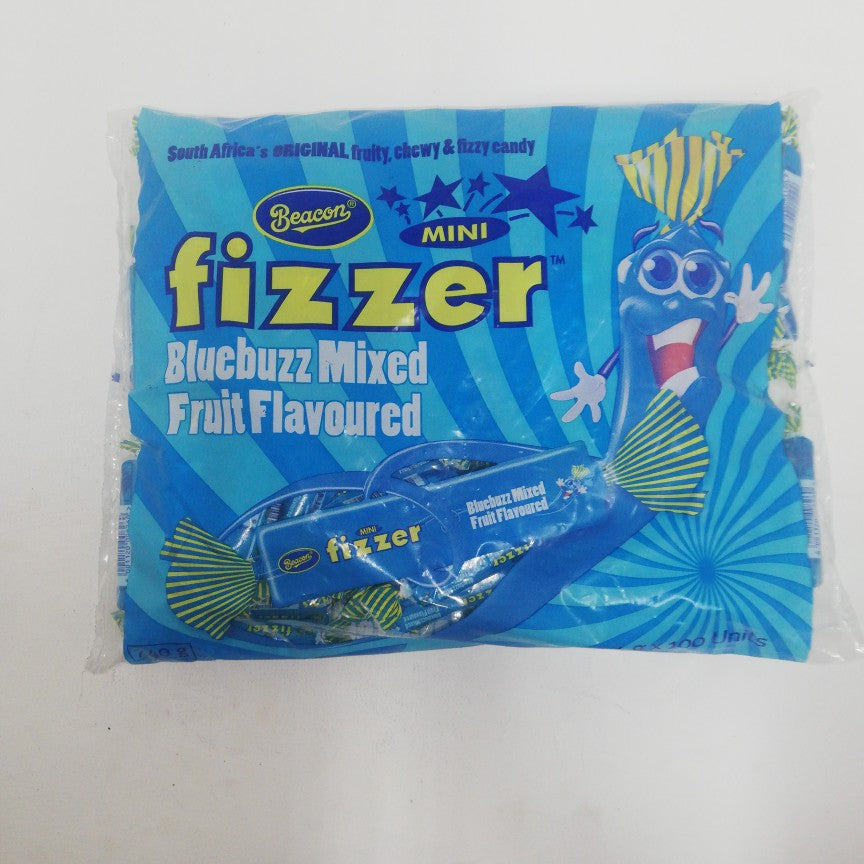 South Africa's ORIGINAL fruity, chewy & fizzy candy
Beacon®
MINI
fizzer™
Bluebuzz Mixed
Fruit Flavoured
Bluebuzz Mixed
Fruit Flavoured
MINI
Beacon
fizzer
fizzer
g x 100 Units